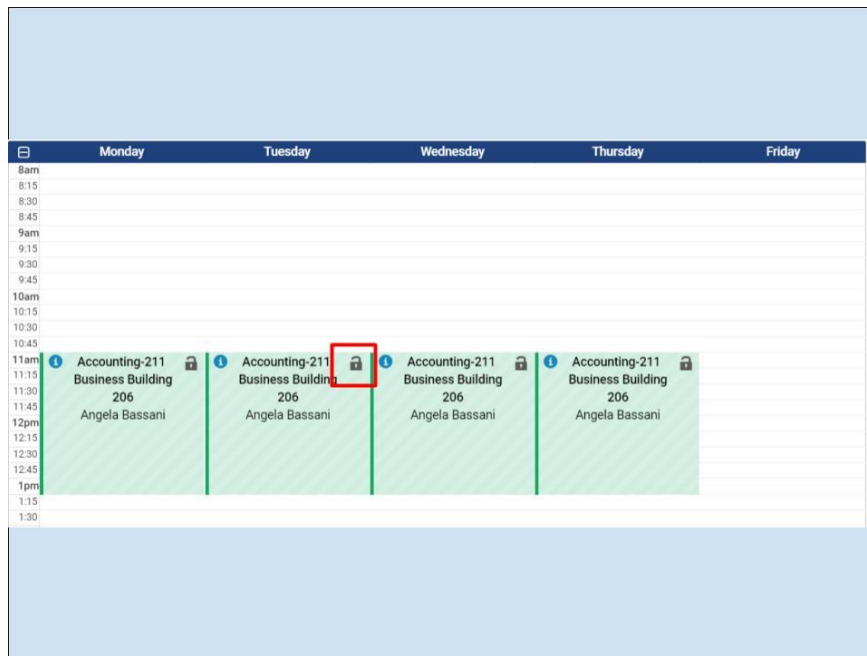 Monday Tuesday Wednesday Thursday Friday
8am
8:15
8:30
8:45
9am
9:15
9:30
9:45
10am
10:15
10:30
10:45
11am Accounting-211 Accounting-211 Accounting-211 Accounting-211
11:15 Business Building Business Building Business Building Business Building
11:30 206 206 206 206
11:45 Angela Bassani Angela Bassani Angela Bassani Angela Bassani
12pm
12:15
12:30
12:45
1pm
1:15
1:30